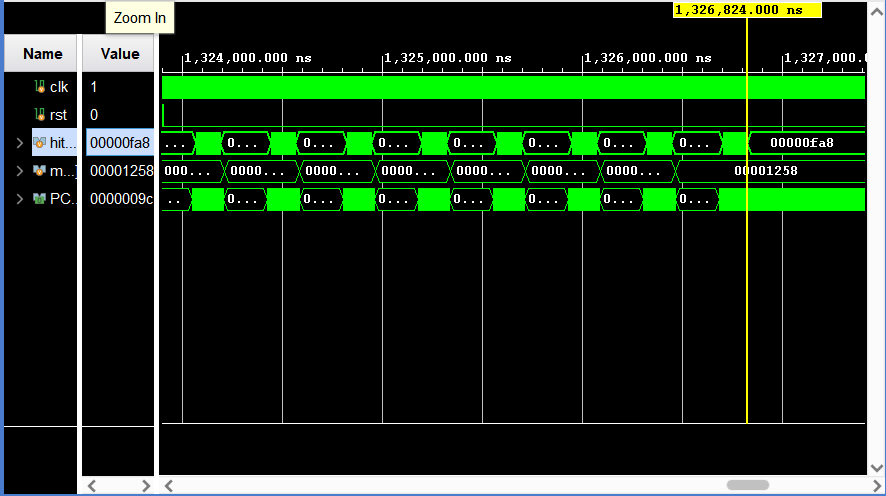 Zoom In
1,326,824.000 ns
Name Value
1,324,000.000 ns 1,325,000.000 ns 1,326,000.000 ns 1,327,000.0
clk 1
rst 0
hit... 00000fa8 ... 0... 0... 0... 0... 0... 0... 0... 00000fa8
m...] 00001258 000... 0000... 0000... 0000... 0000... 0000... 0000... 00001258
PC... 0000009c ... 0... 0... 0... 0... 0... 0... 0...